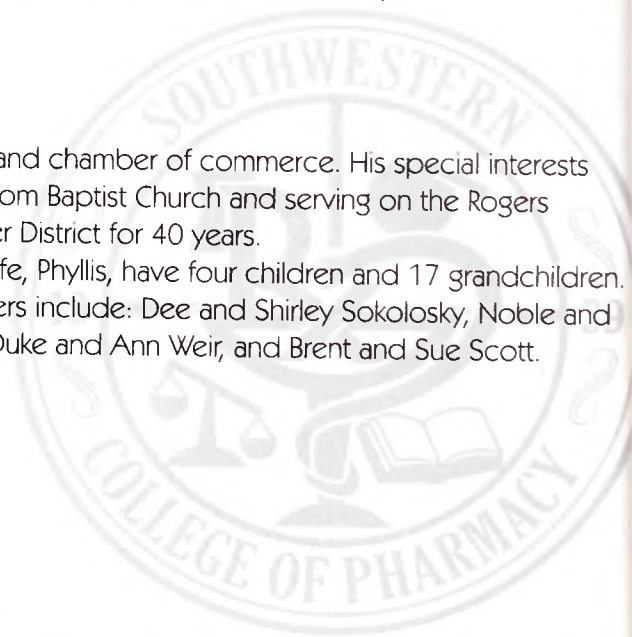 SOUTHWESTERN
and chamber of commerce. His special interests
om Baptist Church and serving on the Rogers
er District for 40 years.
fe, Phyllis, have four children and 17 grandchildren.
ers include: Dee and Shirley Sokolosky, Noble and
Duke and Ann Weir, and Brent and Sue Scott.
COLLEGE OF PHARMACY